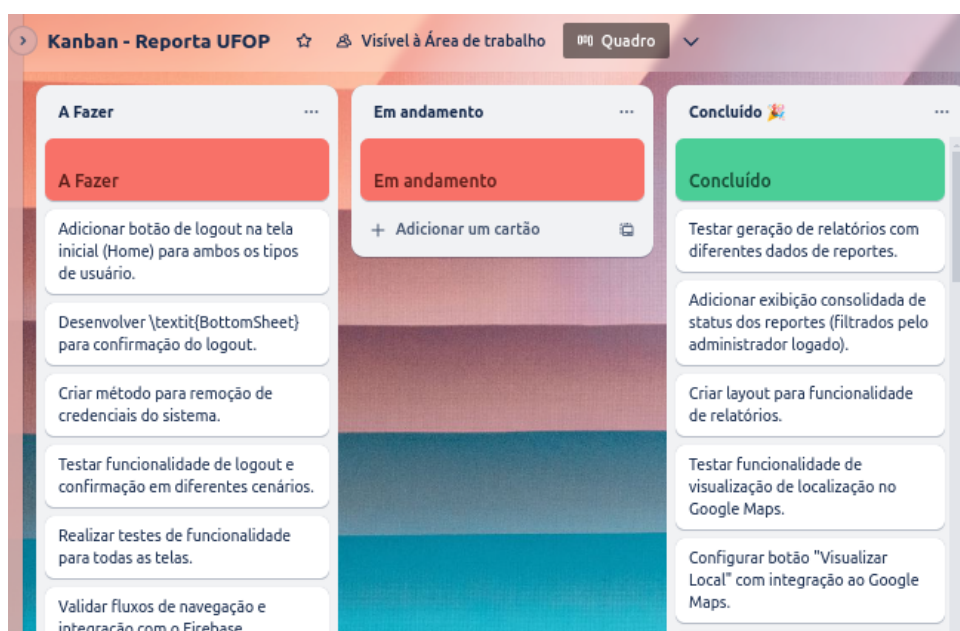 Kanban - Reporta UFOP
Visível à Área de trabalho
Quadro
A Fazer
A Fazer
Adicionar botão de logout na tela
inicial (Home) para ambos os tipos
de usuário.
Desenvolver \textit{BottomSheet}
para confirmação do logout.
Criar método para remoção de
credenciais do sistema.
Testar funcionalidade de logout e
confirmação em diferentes cenários.
Realizar testes de funcionalidade
para todas as telas.
Validar fluxos de navegação e
integração com o Firebase
Em andamento
Em andamento
+ Adicionar um cartão
Concluído 🎉
Concluído
Testar geração de relatórios com
diferentes dados de reportes.
Adicionar exibição consolidada de
status dos reportes (filtrados pelo
administrador logado).
Criar layout para funcionalidade
de relatórios.
Testar funcionalidade de
visualização de localização no
Google Maps.
Configurar botão "Visualizar
Local" com integração ao Google
Maps.